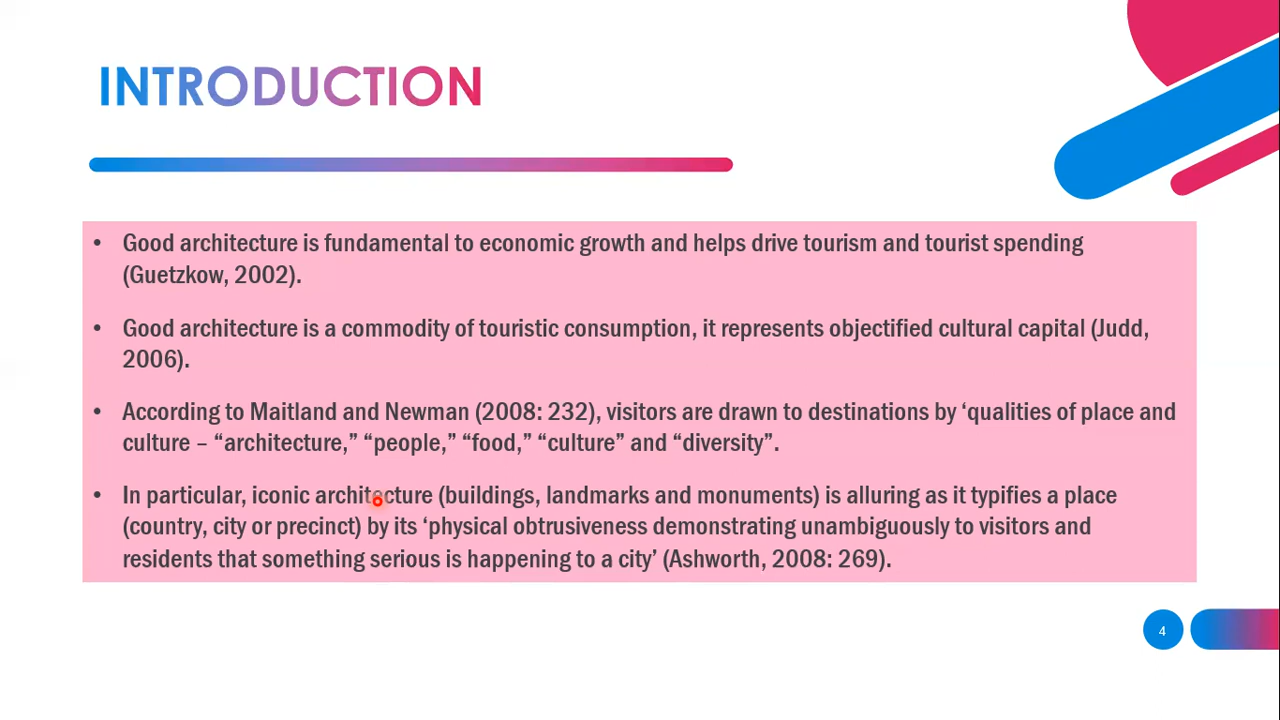 INTRODUCTION
• Good architecture is fundamental to economic growth and helps drive tourism and tourist spending
(Guetzkow, 2002).
• Good architecture is a commodity of touristic consumption, it represents objectified cultural capital (Judd,
2006).
• According to Maitland and Newman (2008: 232), visitors are drawn to destinations by ‘qualities of place and
culture – “architecture,” “people,” “food,” “culture” and “diversity”.
• In particular, iconic architecture (buildings, landmarks and monuments) is alluring as it typifies a place
(country, city or precinct) by its ‘physical obtrusiveness demonstrating unambiguously to visitors and
residents that something serious is happening to a city’ (Ashworth, 2008: 269).
4